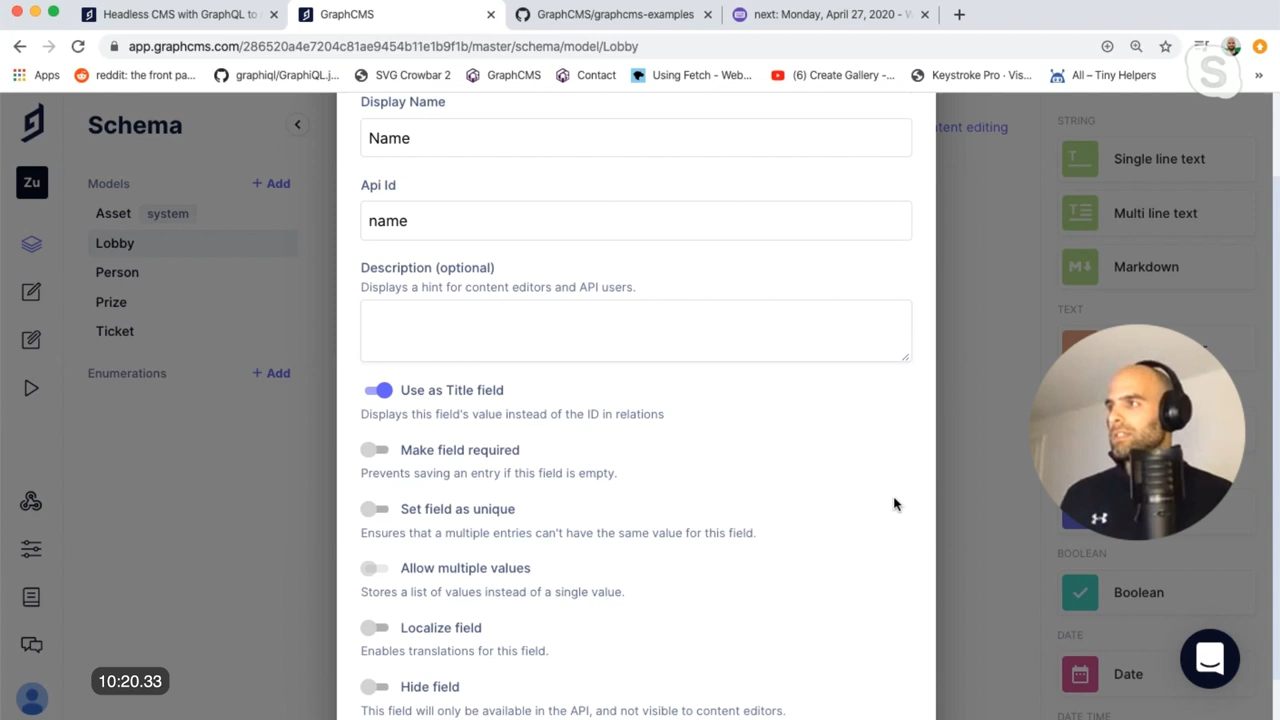 Headless CMS with GraphQL to
GraphCMS
GraphCMS/graphcms-examples
next: Monday, April 27, 2020 -
app.graphcms.com/286520a4e7204c81ae9454b11e1b9f1b/master/schema/model/Lobby
Apps
reddit: the front pa...
graphiql/GraphiQL.j...
SVG Crowbar 2
GraphCMS
Contact
Using Fetch - Web...
(6) Create Gallery -...
Keystroke Pro · Vis...
All – Tiny Helpers
»
Schema
Zu
Models
+ Add
Asset system
Lobby
Person
Prize
Ticket
Enumerations
+ Add
10:20.33
Display Name
Name
Api Id
name
Description (optional)
Displays a hint for content editors and API users.
Use as Title field
Displays this field's value instead of the ID in relations
Make field required
Prevents saving an entry if this field is empty.
Set field as unique
Ensures that a multiple entries can't have the same value for this field.
Allow multiple values
Stores a list of values instead of a single value.
Localize field
Enables translations for this field.
Hide field
This field will only be available in the API, and not visible to content editors.
tent editing
STRING
Single line text
Multi line text
Markdown
TEXT
BOOLEAN
Boolean
DATE
Date
DATE TIME